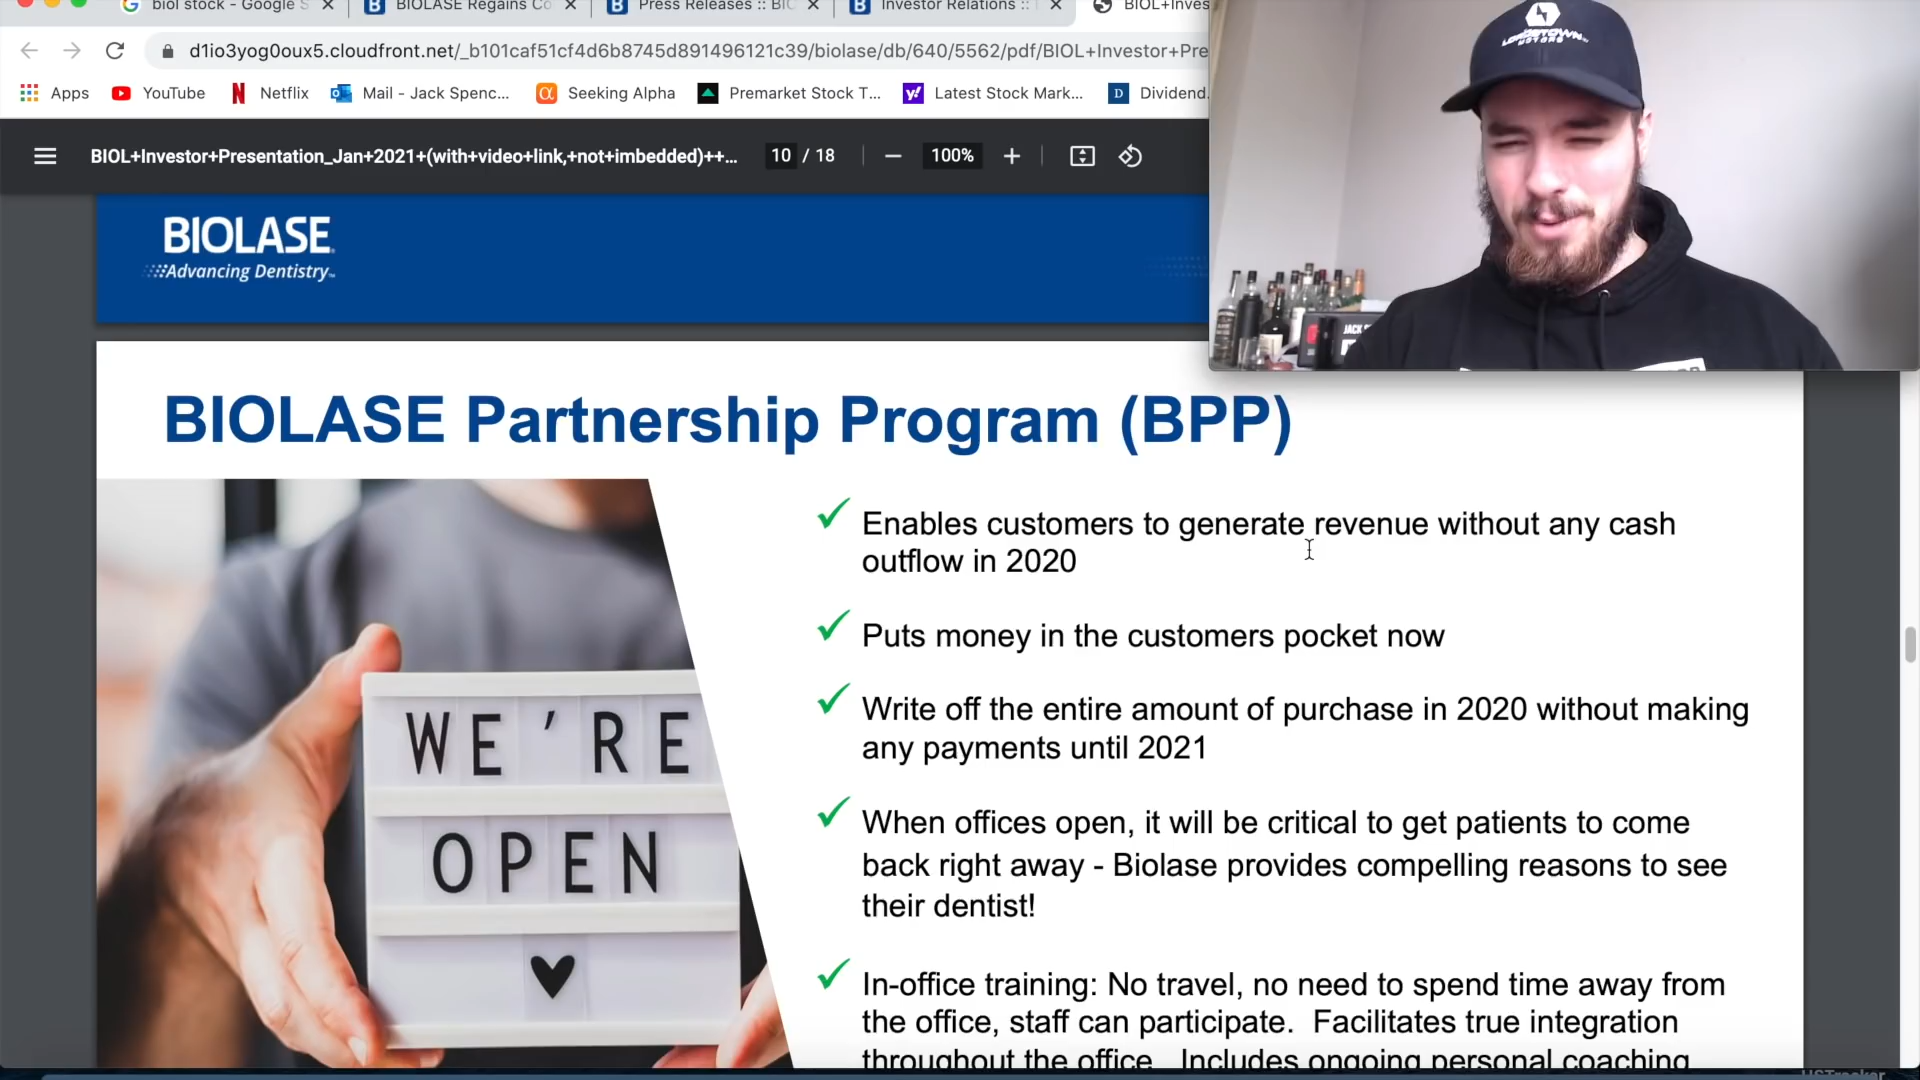 biol stock - Google S
BIOLASE Regains Co
Press Releases :: BIO
Investor Relations ::
BIOL+Inves
d1io3yog0oux5.cloudfront.net/_b101caf51cf4d6b8745d891496121c39/biolase/db/640/5562/pdf/BIOL+Investor+Pre
Apps YouTube Netflix Mail - Jack Spenc... Seeking Alpha Premarket Stock T... Latest Stock Mark... Dividend.
BIOL+Investor+Presentation_Jan+2021+(with+video+link,+not+imbedded)++... 10 / 18 100%
LORDSTOWN
MOTORS
BIOLASE
Advancing Dentistry™
JACK
BIOLASE Partnership Program (BPP)
Enables customers to generate revenue without any cash
outflow in 2020
Puts money in the customers pocket now
Write off the entire amount of purchase in 2020 without making
any payments until 2021
When offices open, it will be critical to get patients to come
back right away - Biolase provides compelling reasons to see
their dentist!
In-office training: No travel, no need to spend time away from
the office, staff can participate. Facilitates true integration
throughout the office. Includes ongoing personal coaching
WE'RE
OPEN